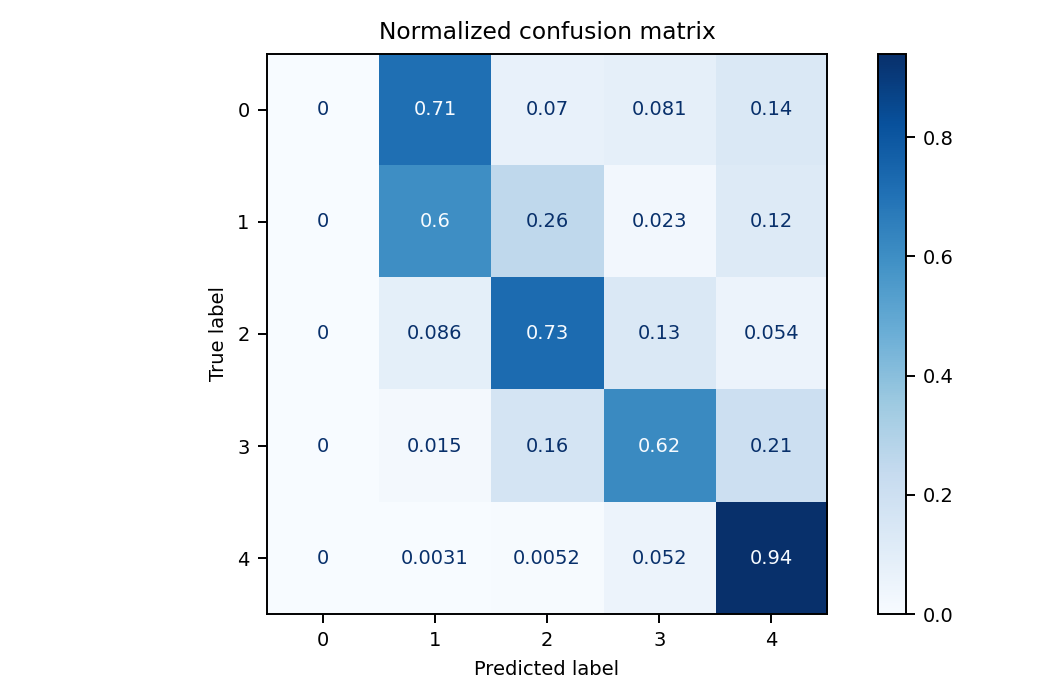 Normalized confusion matrix
0 0 0.71 0.07 0.081 0.14
1 0 0.6 0.26 0.023 0.12
2 0 0.086 0.73 0.13 0.054
3 0 0.015 0.16 0.62 0.21
4 0 0.0031 0.0052 0.052 0.94
0 1 2 3 4
Predicted label
True label
0.8
0.6
0.4
0.2
0.0